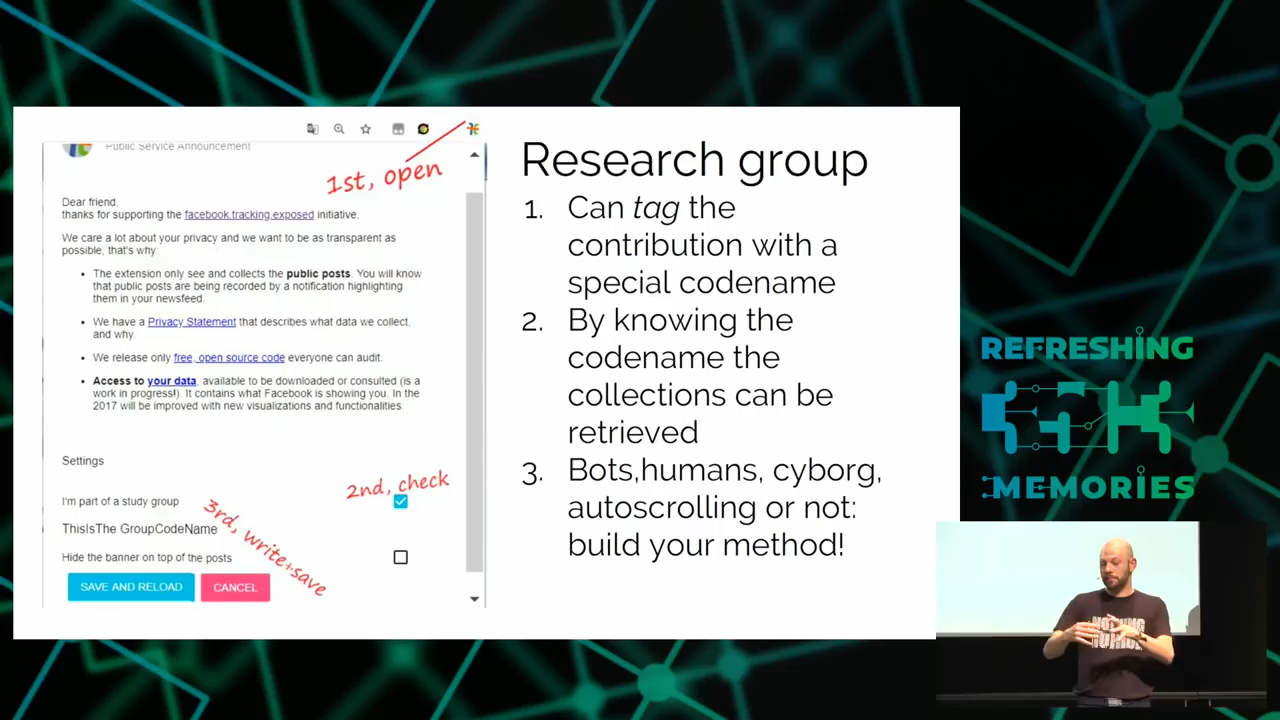 Public Service Announcement
1st, open
Dear friend,
thanks for supporting the facebook.tracking.exposed initiative.
We care a lot about your privacy and we want to be as transparent as
possible, that's why:
The extension only see and collects the public posts. You will know
that public posts are being recorded by a notification highlighting
them in your newsfeed.
We have a Privacy Statement that describes what data we collect,
and why.
We release only free, open source code everyone can audit.
Access to your data, available to be downloaded or consulted (is a
work in progress!). It contains what Facebook is showing you. In the
2017 will be improved with new visualizations and functionalities.
Settings
2nd, check
I'm part of a study group
3rd, write+save
ThisIsThe GroupCodeName
Hide the banner on top of the posts
SAVE AND RELOAD
CANCEL
Research group
1. Can tag the
contribution with a
special codename
2. By knowing the
codename the
collections can be
retrieved
3. Bots,humans, cyborg,
autoscrolling or not:
build your method!
REFRESHING
MEMORIES